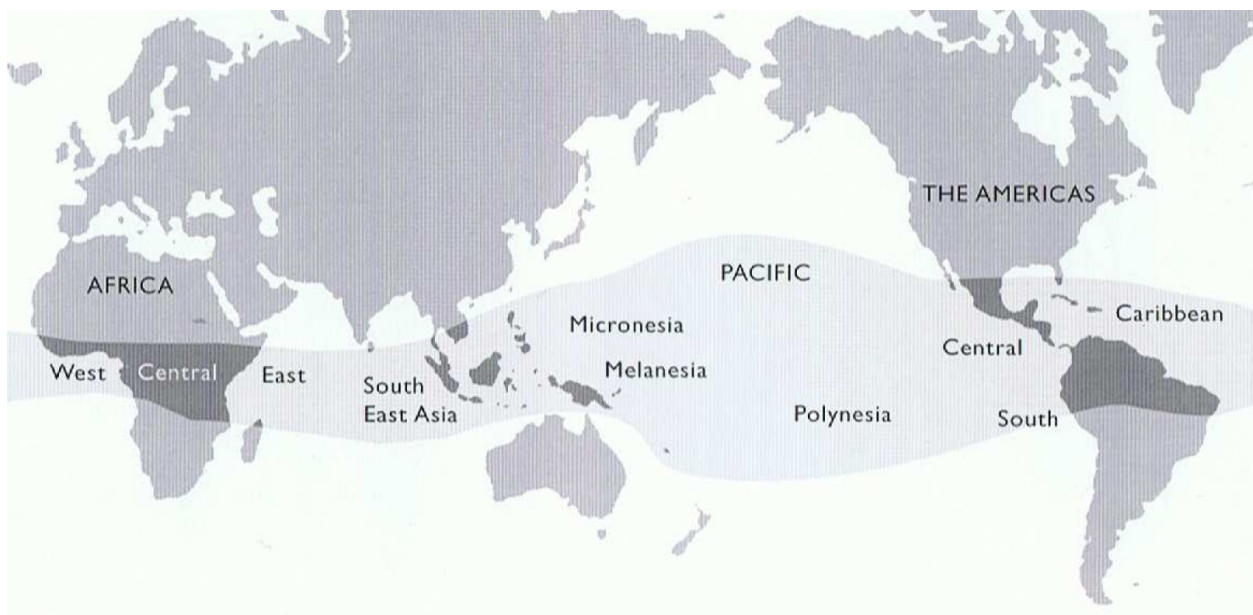 THE AMERICAS
AFRICA
PACIFIC
Micronesia
Caribbean
Central
West
Central
East
South
East Asia
Melanesia
Polynesia
South